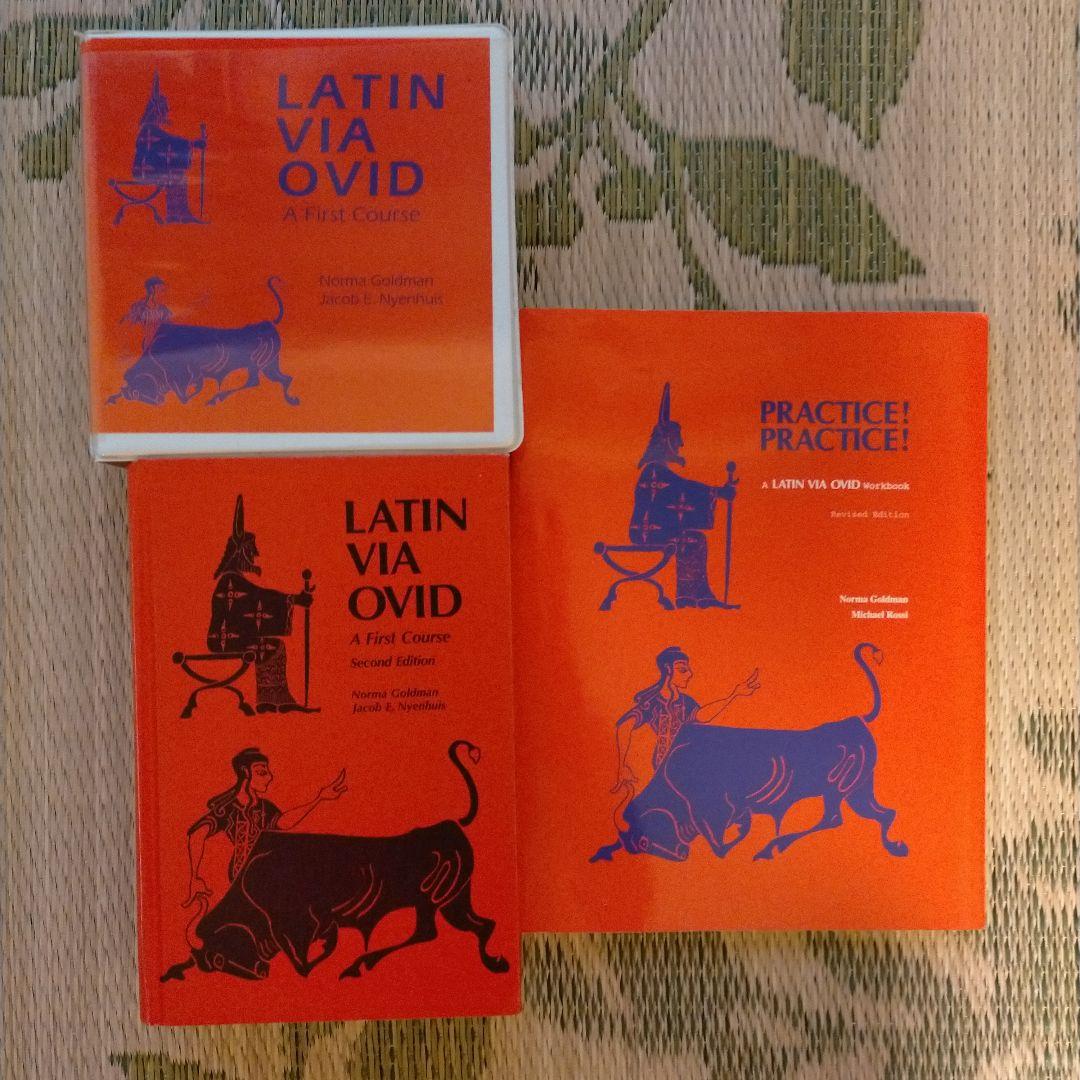 LATIN
VIA
OVID
A First Course
Norma Goldman
Jacob E. Nyenhuis
LATIN
VIA
OVID
A First Course
Second Edition
Norma Goldman
Jacob E. Nyenhuis
PRACTICE!
PRACTICE!
A LATIN VIA OVID Workbook
Revised Edition
Norma Goldman
Michael Rossi